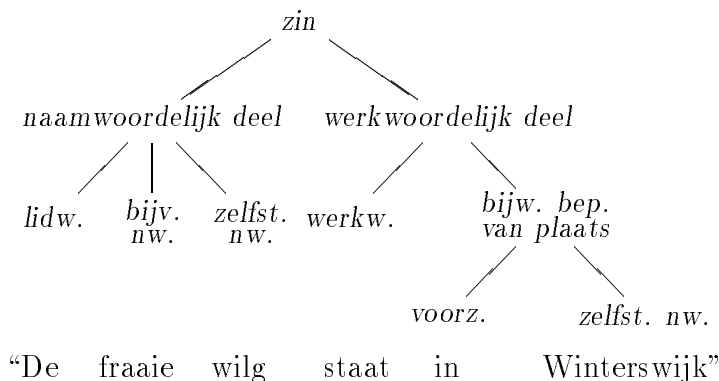 zin
naamwoordelijk deel werkwoordelijk deel
lidw. bijv. nw. zelfst. nw. werkw. bijw. bep. van plaats
voorz. zelfst. nw.
“De fraaie wilg staat in Winterswijk”